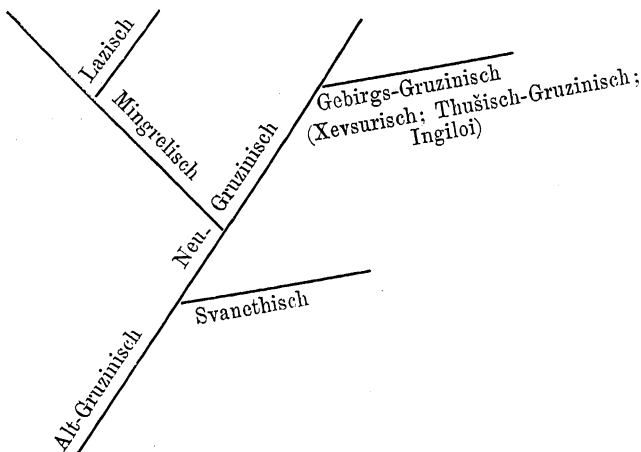 Lazisch
Mingrelisch
Neu-Gruzinisch
Gebirgs-Gruzinisch
(Xevsurisch; Thušisch-Gruzinisch;
Ingiloi)
Svanethisch
Alt-Gruzinisch